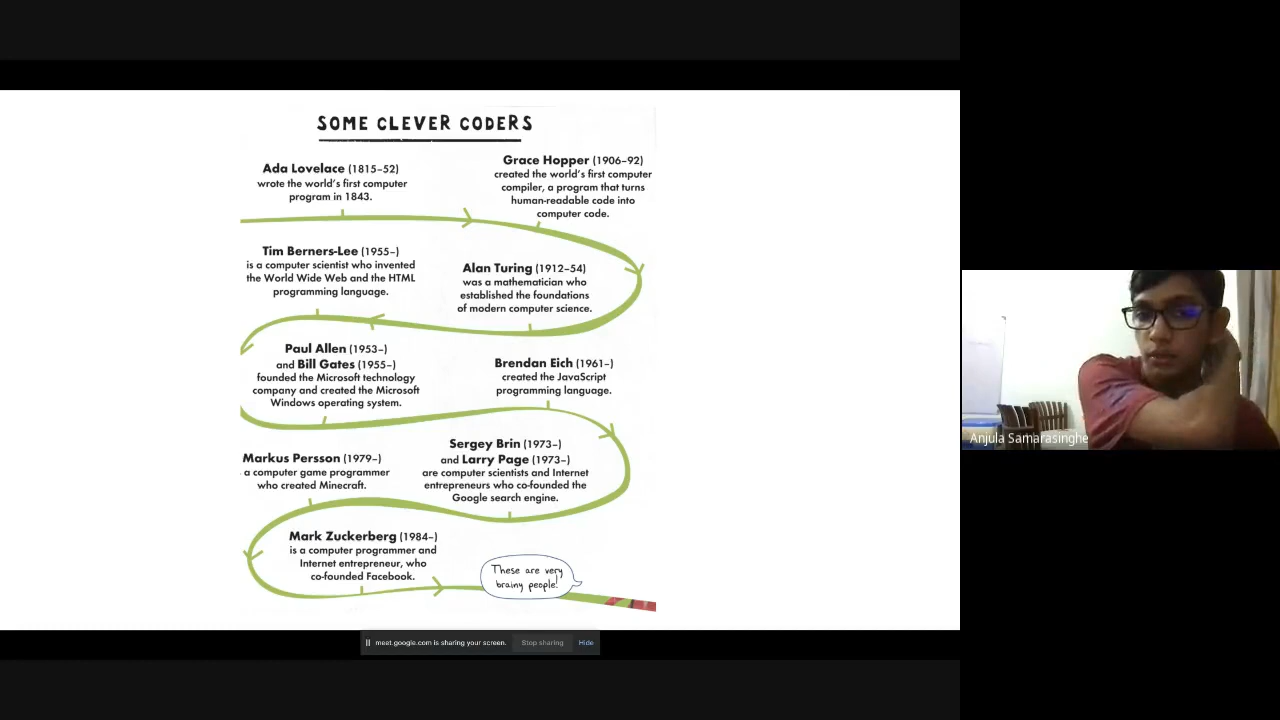 SOME CLEVER CODERS
Ada Lovelace (1815–52)
wrote the world's first computer
program in 1843.
Grace Hopper (1906–92)
created the world's first computer
compiler, a program that turns
human-readable code into
computer code.
Alan Turing (1912–54)
was a mathematician who
established the foundations
of modern computer science.
Tim Berners-Lee (1955–)
is a computer scientist who invented
the World Wide Web and the HTML
programming language.
Paul Allen (1953–)
and Bill Gates (1955–)
founded the Microsoft technology
company and created the Microsoft
Windows operating system.
Brendan Eich (1961–)
created the JavaScript
programming language.
Sergey Brin (1973–)
and Larry Page (1973–)
are computer scientists and Internet
entrepreneurs who co-founded the
Google search engine.
Markus Persson (1979–)
a computer game programmer
who created Minecraft.
Mark Zuckerberg (1984–)
is a computer programmer and
Internet entrepreneur, who
co-founded Facebook.
These are very
brainy people!
meet.google.com is sharing your screen. Stop sharing Hide
Anjula Samarasinghe